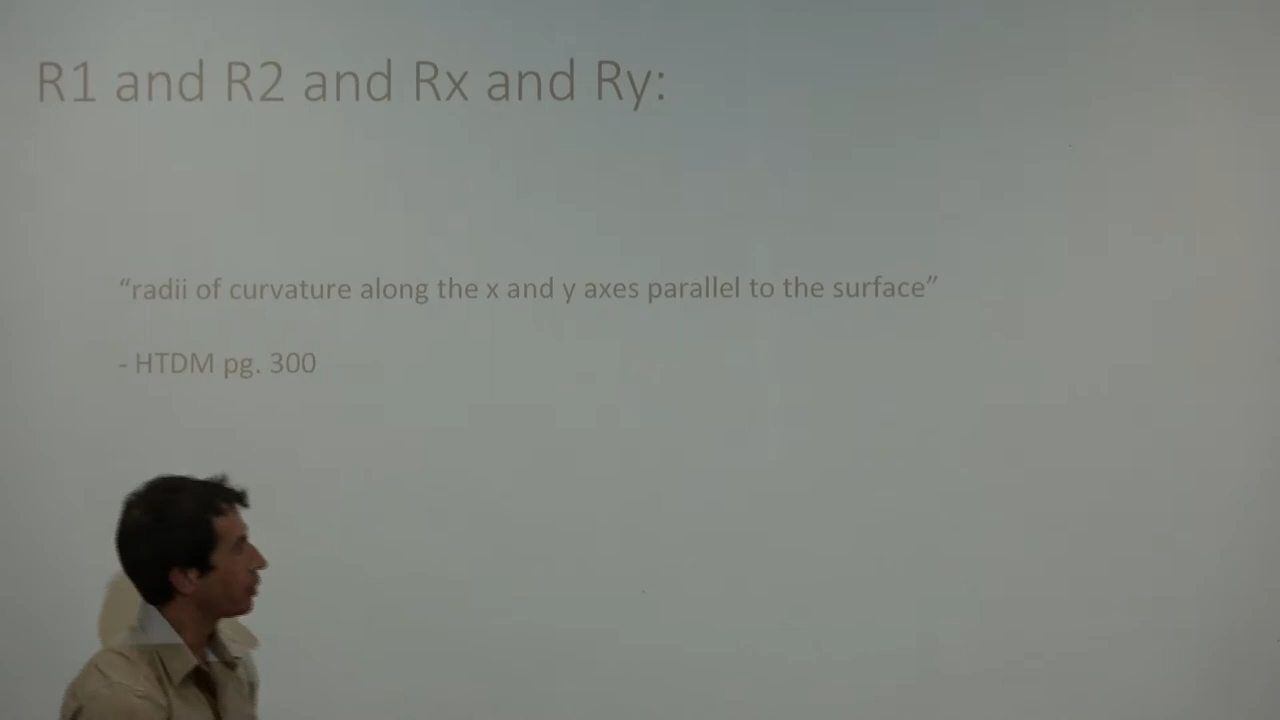 R1 and R2 and Rx and Ry:
“radii of curvature along the x and y axes parallel to the surface”
- HTDM pg. 300